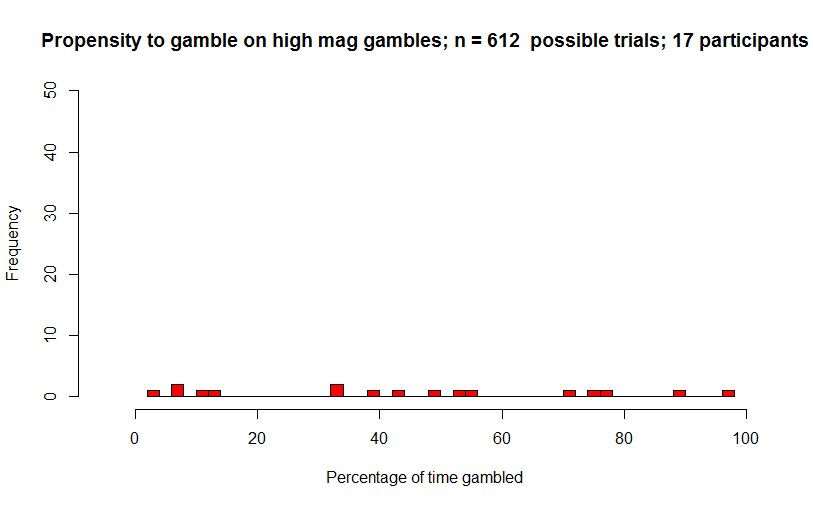 Propensity to gamble on high mag gambles; n = 612 possible trials; 17 participants
50
40
30
20
10
0
Frequency
0 20 40 60 80 100
Percentage of time gambled